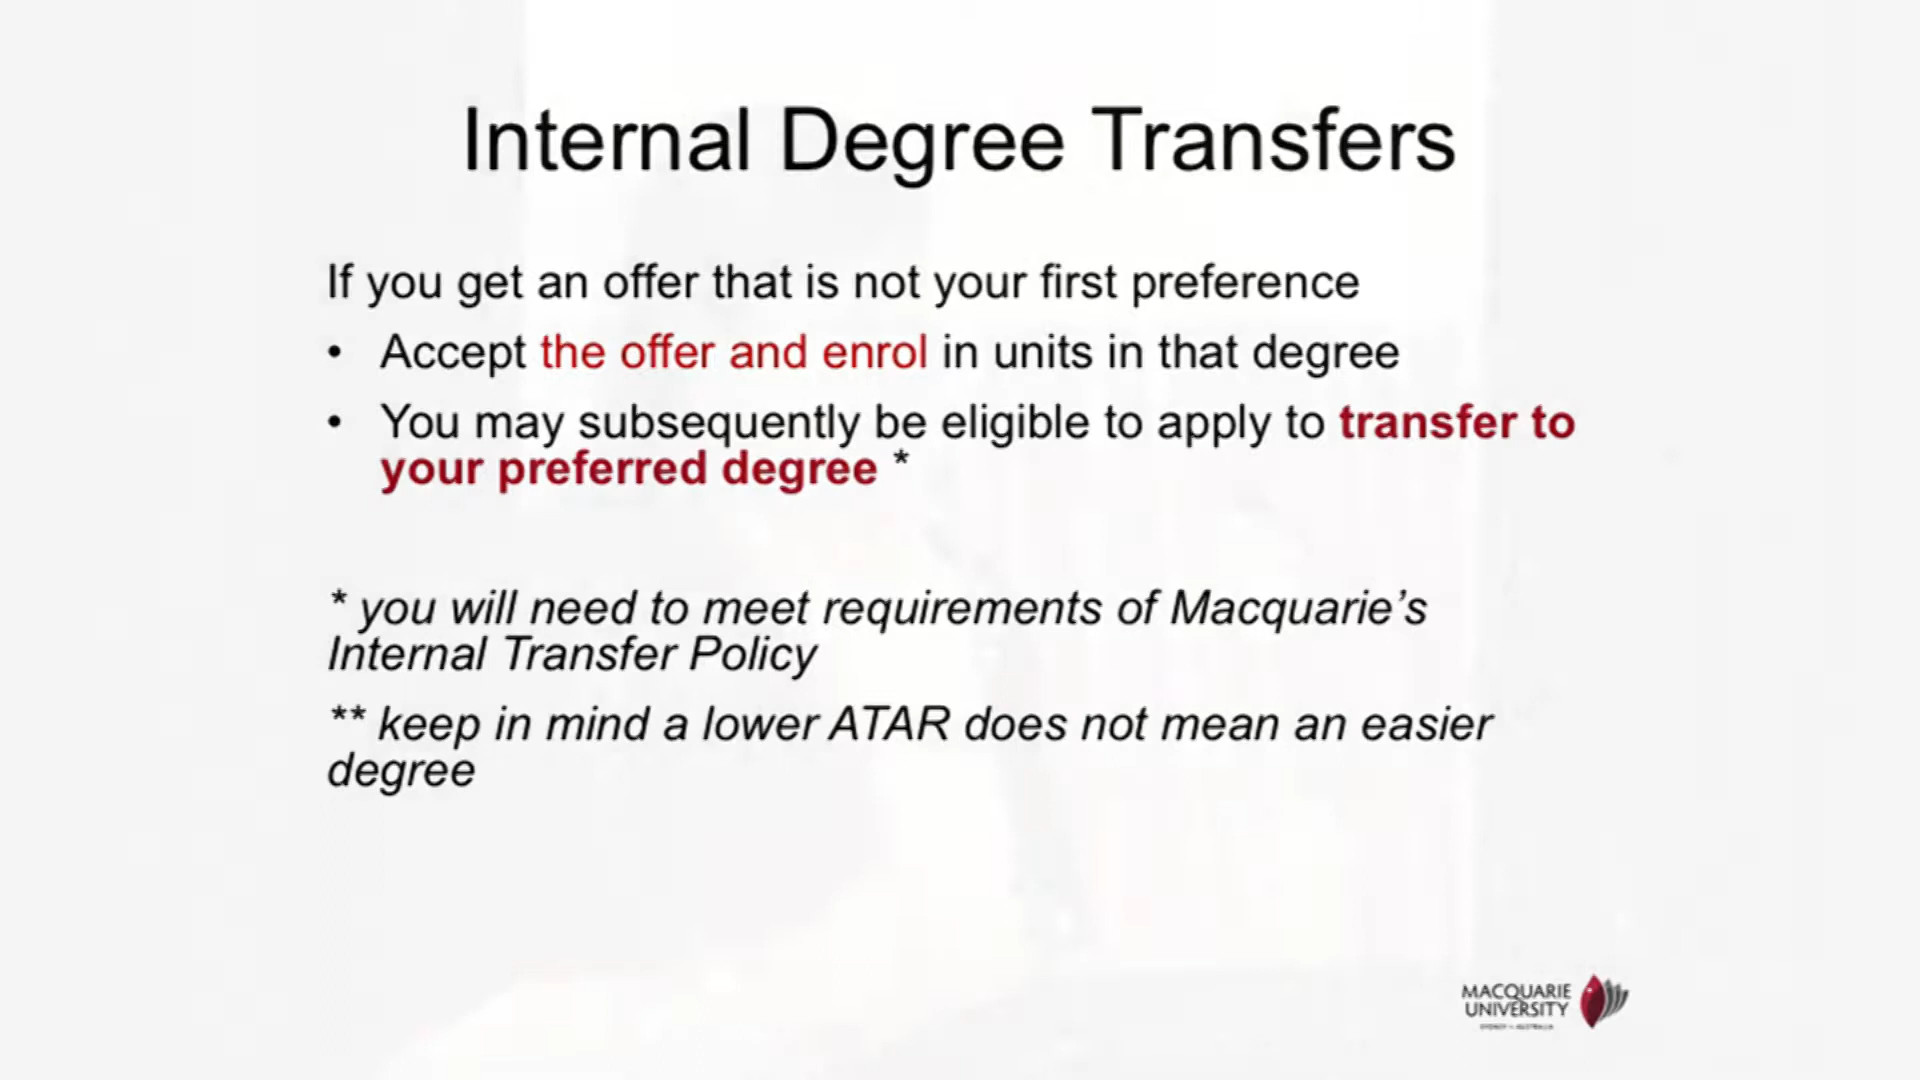 Internal Degree Transfers
If you get an offer that is not your first preference
• Accept the offer and enrol in units in that degree
• You may subsequently be eligible to apply to transfer to
your preferred degree *
* you will need to meet requirements of Macquarie’s
Internal Transfer Policy
** keep in mind a lower ATAR does not mean an easier
degree
MACQUARIE
UNIVERSITY
SYDNEY • AUSTRALIA